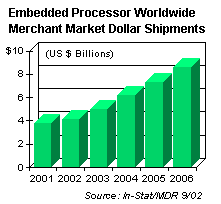 Embedded Processor Worldwide
Merchant Market Dollar Shipments
(US $ Billions)
$10
8
6
4
2
0
2001 2002 2003 2004 2005 2006
Source: In-Stat/MDR 9/02